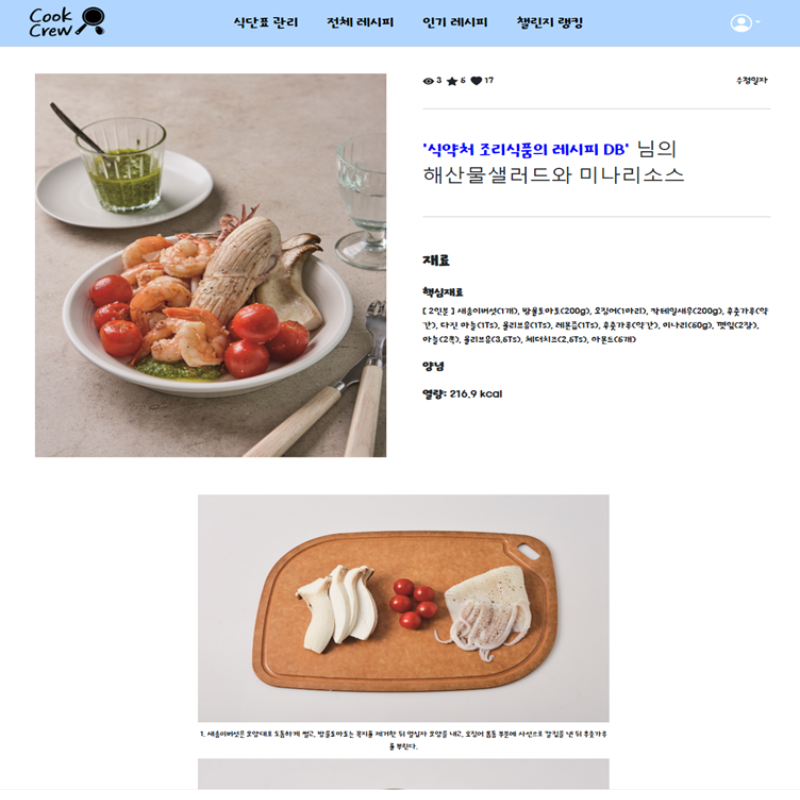 Cook
Crew
식단표 관리 전체 레시피 인기 레시피 챌린지 랭킹
3 5 17 수정일자
'식약처 조리식품의 레시피 DB' 님의
해산물샐러드와 미나리소스
재료
핵심재료
[ 2인분 ] 새송이버섯(1개), 방울토마토(200g), 오징어(1마리), 칵테일새우(200g), 후춧가루(약
간), 다진 마늘(1Ts), 올리브유(1Ts), 레몬즙(1Ts), 후춧가루(약간), 미나리(60g), 깻잎(2장),
마늘(2쪽), 올리브유(3.5Ts), 체더치즈(2.5Ts), 아몬드(5개)
양념
열량: 216.9 kcal
1. 새송이버섯은 모양대로 도톰하게 썰고, 방울토마토는 꼭지를 제거한 뒤 열십자 모양을 내고, 오징어 몸통 부분에 사선으로 칼집을 낸 뒤 후춧가루
를 뿌린다.